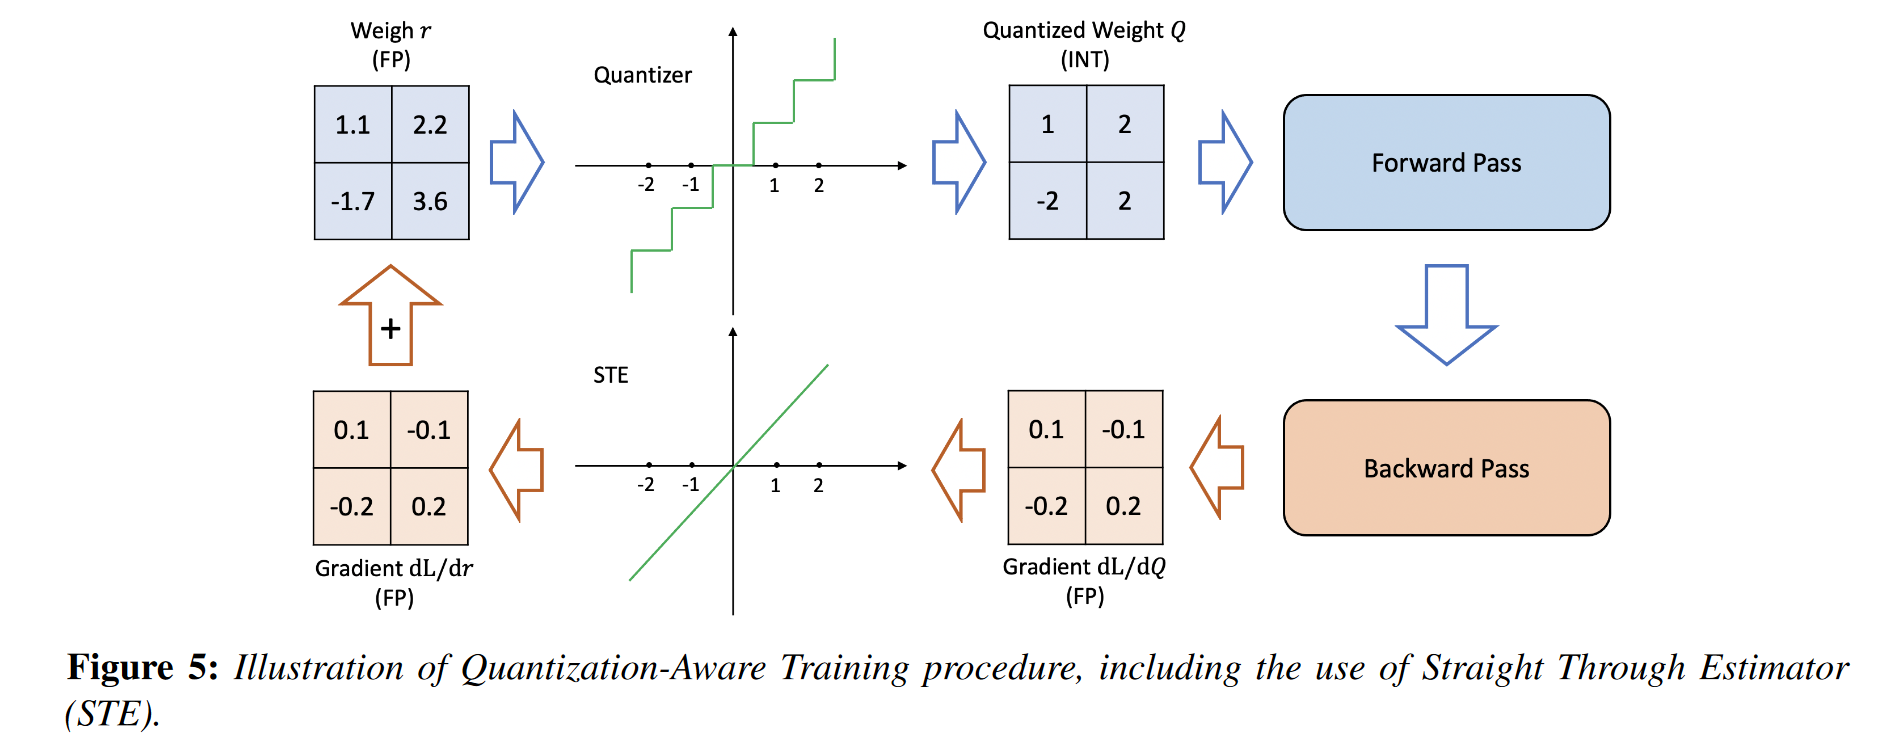 Weigh r
(FP)
1.1 2.2
-1.7 3.6
Quantizer
-2 -1 1 2
Quantized Weight Q
(INT)
1 2
-2 2
Forward Pass
+
STE
-2 -1 1 2
0.1 -0.1
-0.2 0.2
Gradient dL/dr
(FP)
0.1 -0.1
-0.2 0.2
Gradient dL/dQ
(FP)
Backward Pass
Figure 5: Illustration of Quantization-Aware Training procedure, including the use of Straight Through Estimator
(STE).